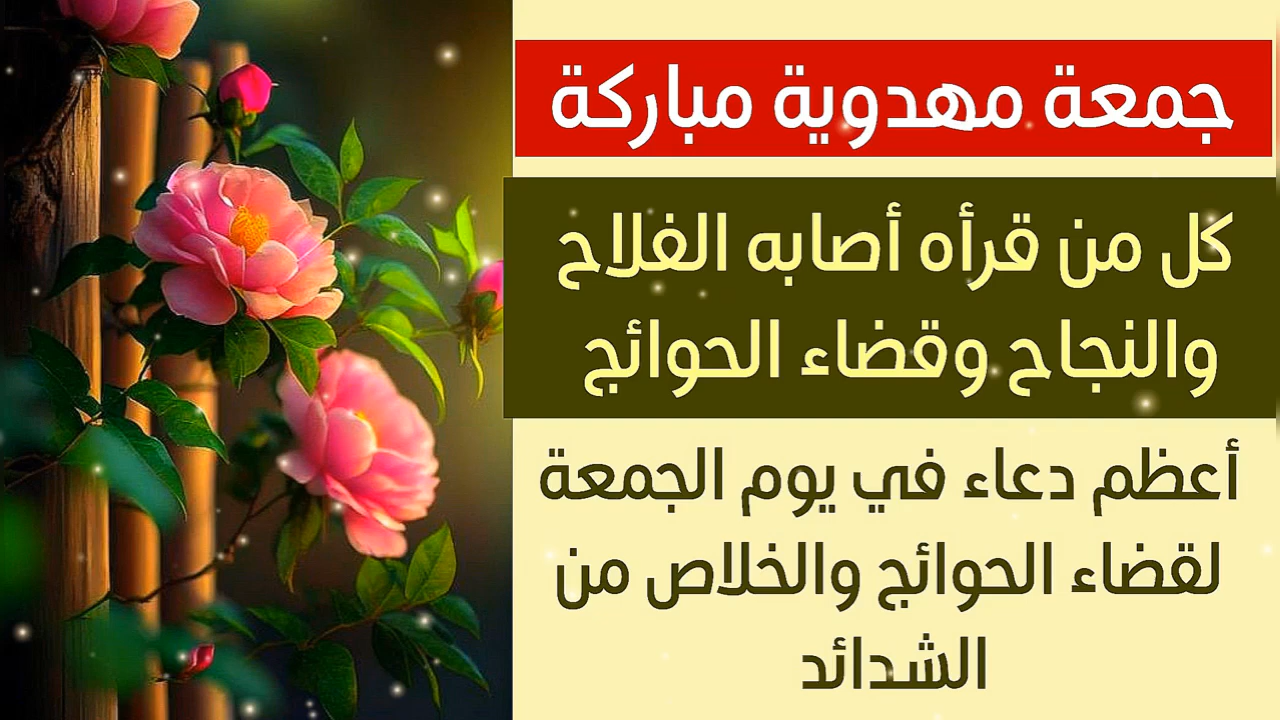 جمعة مهدوية مباركة
كل من قرأه أصابه الفلاح
والنجاح وقضاء الحوائج
أعظم دعاء في يوم الجمعة
لقضاء الحوائج والخلاص من
الشدائد